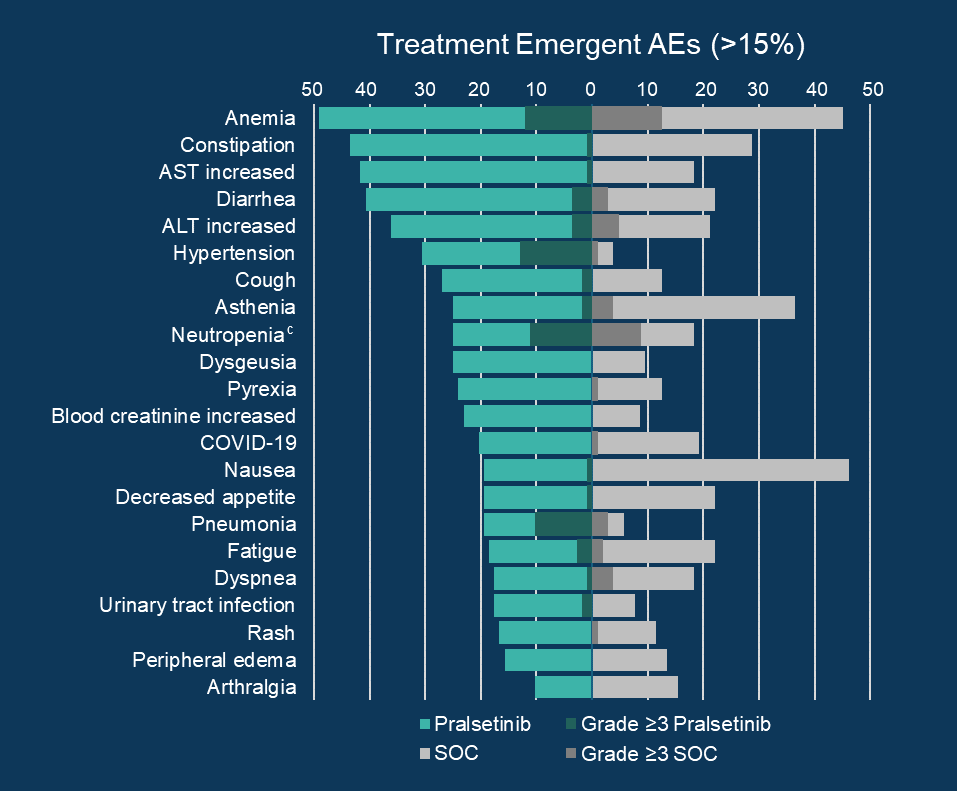 Treatment Emergent AEs (>15%)
50 40 30 20 10 0 10 20 30 40 50
Anemia
Constipation
AST increased
Diarrhea
ALT increased
Hypertension
Cough
Asthenia
Neutropeniaᶜ
Dysgeusia
Pyrexia
Blood creatinine increased
COVID-19
Nausea
Decreased appetite
Pneumonia
Fatigue
Dyspnea
Urinary tract infection
Rash
Peripheral edema
Arthralgia
Pralsetinib Grade ≥3 Pralsetinib
SOC Grade ≥3 SOC